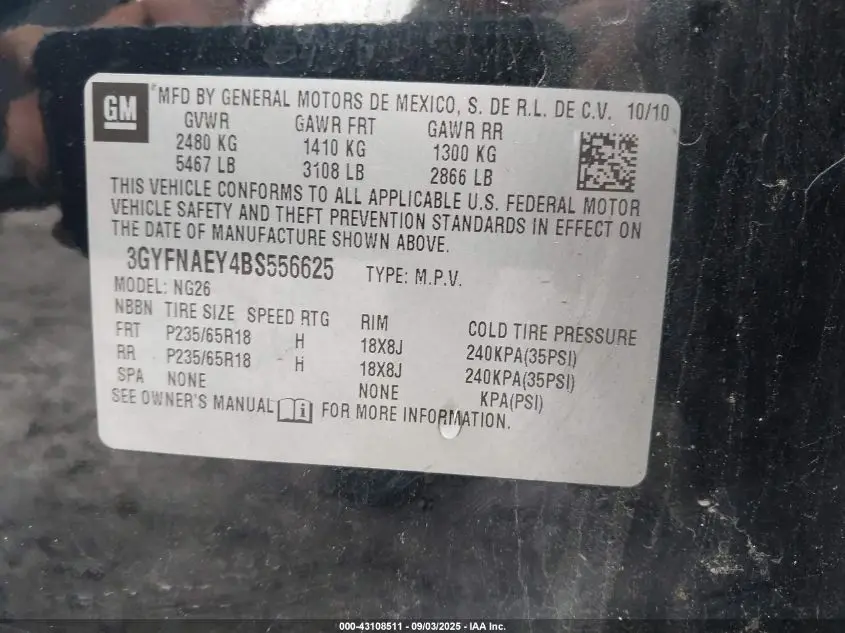 GM
*MFD BY GENERAL MOTORS DE MEXICO, S. DE R.L. DE C.V. 10/10
GVWR GAWR FRT GAWR RR
2480 KG 1410 KG 1300 KG
5467 LB 3108 LB 2866 LB
THIS VEHICLE CONFORMS TO ALL APPLICABLE U.S. FEDERAL MOTOR
VEHICLE SAFETY AND THEFT PREVENTION STANDARDS IN EFFECT ON
THE DATE OF MANUFACTURE SHOWN ABOVE.
3GYFNAEY4BS556625 TYPE: M.P.V.
MODEL: NG26
NBBN TIRE SIZE SPEED RTG RIM COLD TIRE PRESSURE
FRT P235/65R18 H 18X8J 240KPA(35PSI)
RR P235/65R18 H 18X8J 240KPA(35PSI)
SPA NONE NONE KPA(PSI)
SEE OWNER'S MANUAL i FOR MORE INFORMATION.
000-43108511 - 09/03/2025 - IAA Inc.